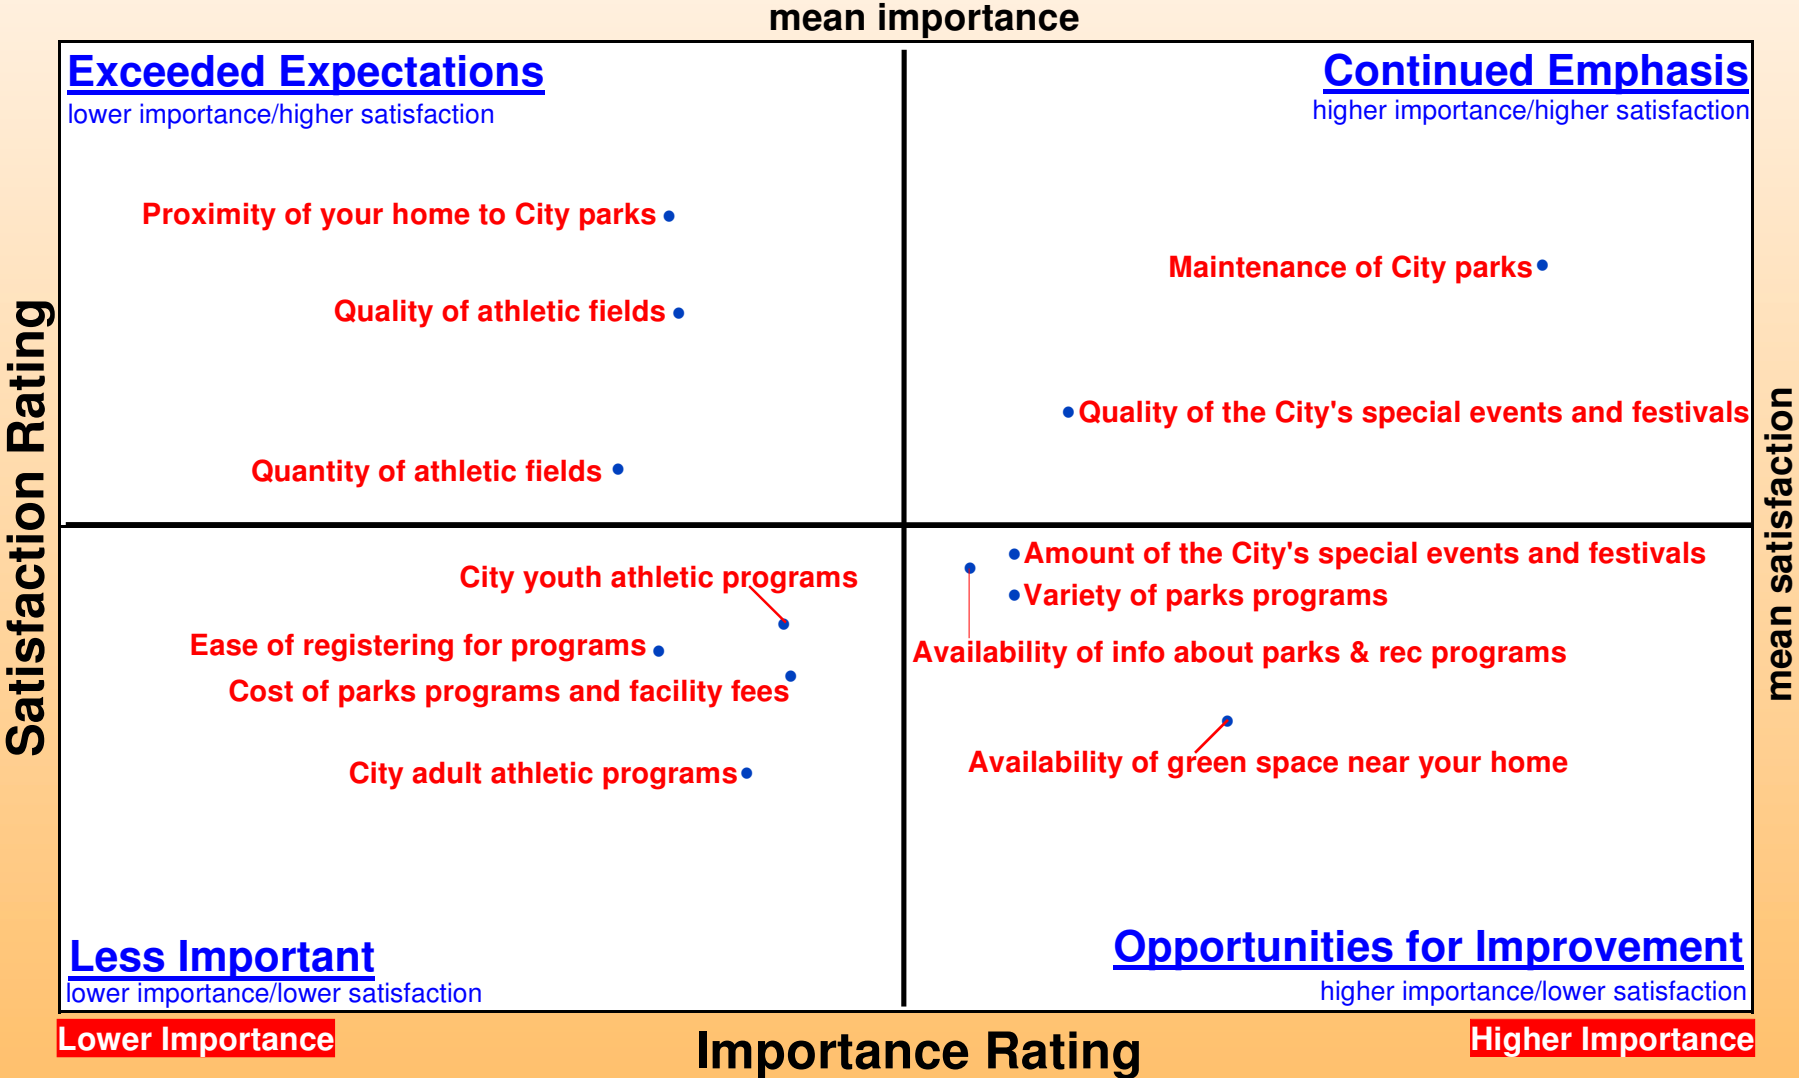 mean importance
Exceeded Expectations
lower importance/higher satisfaction
Continued Emphasis
higher importance/higher satisfaction
Proximity of your home to City parks
Maintenance of City parks
Quality of athletic fields
Quality of the City's special events and festivals
Quantity of athletic fields
Satisfaction Rating
mean satisfaction
City youth athletic programs
Ease of registering for programs
Cost of parks programs and facility fees
City adult athletic programs
Amount of the City's special events and festivals
Variety of parks programs
Availability of info about parks & rec programs
Availability of green space near your home
Less Important
lower importance/lower satisfaction
Opportunities for Improvement
higher importance/lower satisfaction
Lower Importance
Importance Rating
Higher Importance